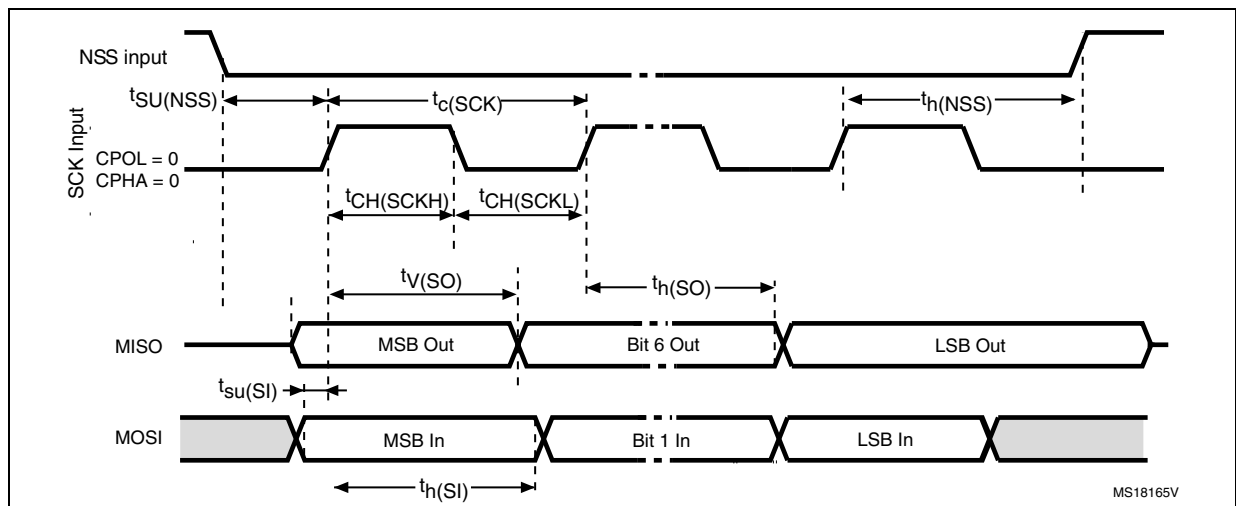 NSS input
tSU(NSS)
tc(SCK)
th(NSS)
SCK Input
CPOL = 0
CPHA = 0
tCH(SCKH)
tCH(SCKL)
tV(SO)
th(SO)
MISO
MSB Out
Bit 6 Out
LSB Out
tsu(SI)
MOSI
MSB In
Bit 1 In
LSB In
th(SI)
MS18165V